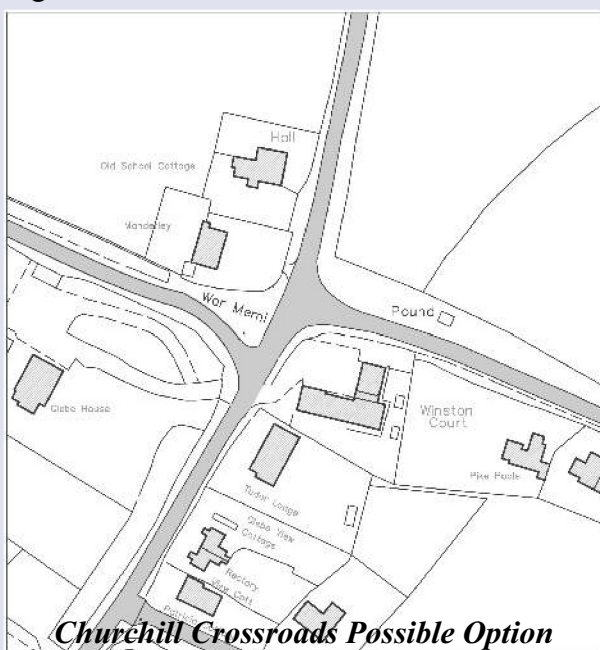 Hall
Old School Cottage
Manderley
War Meml
Pound
Glebe House
Winston
Court
Pike Poole
Tudor Lodge
Glebe View
Cottage
Rectory
View Cott
Churchill Crossroads Possible Option